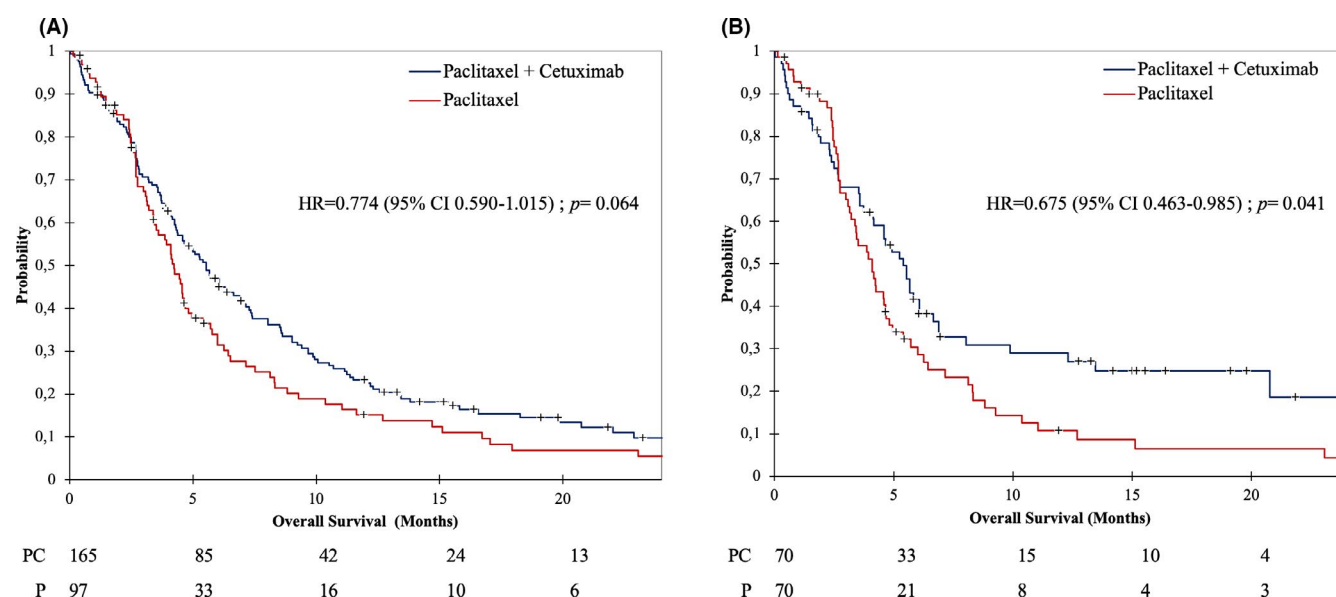 (A)
1
0,9
0,8
0,7
0,6
0,5
0,4
0,3
0,2
0,1
0
Probability
Paclitaxel + Cetuximab
Paclitaxel
HR=0.774 (95% CI 0.590-1.015) ; p= 0.064
0 5 10 15 20
Overall Survival (Months)
PC 165 85 42 24 13
P 97 33 16 10 6
(B)
1
0,9
0,8
0,7
0,6
0,5
0,4
0,3
0,2
0,1
0
Probability
Paclitaxel + Cetuximab
Paclitaxel
HR=0.675 (95% CI 0.463-0.985) ; p= 0.041
0 5 10 15 20
Overall Survival (Months)
PC 70 33 15 10 4
P 70 21 8 4 3